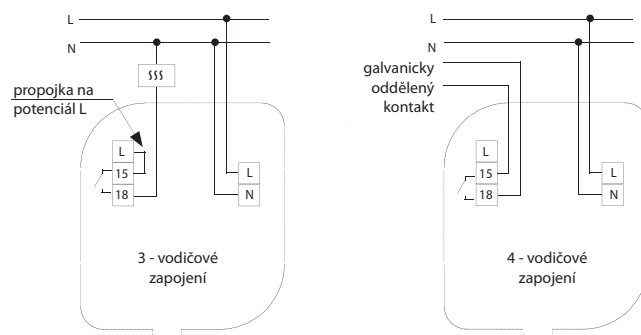 L
N
propojka na
potenciál L
L
15
18
L
N
3 - vodičové
zapojení
L
N
galvanicky
oddělený
kontakt
L
15
18
L
N
4 - vodičové
zapojení